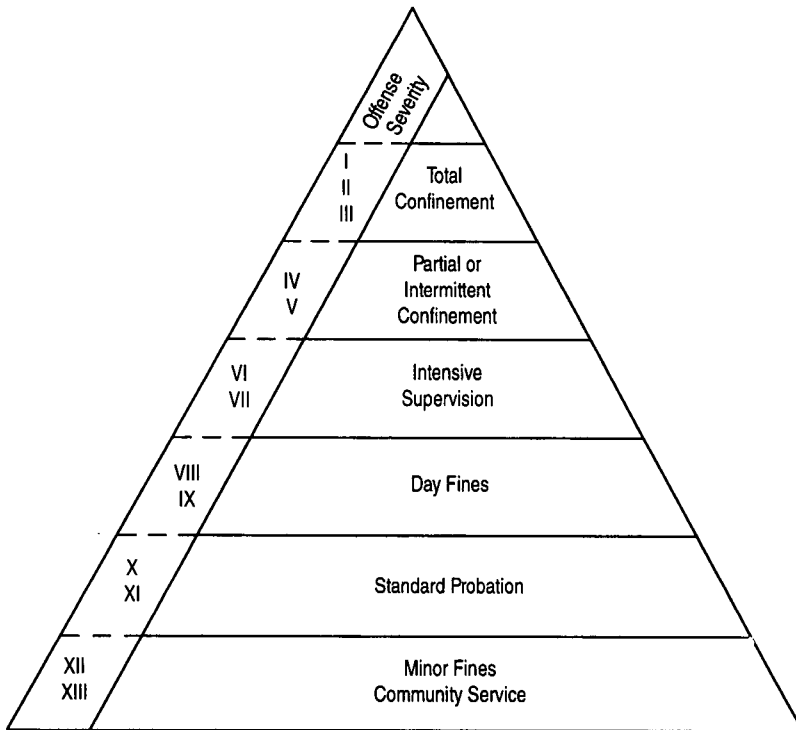 Offense
Severity
I
II
III
Total
Confinement
IV
V
Partial or
Intermittent
Confinement
VI
VII
Intensive
Supervision
VIII
IX
Day Fines
X
XI
Standard Probation
XII
XIII
Minor Fines
Community Service